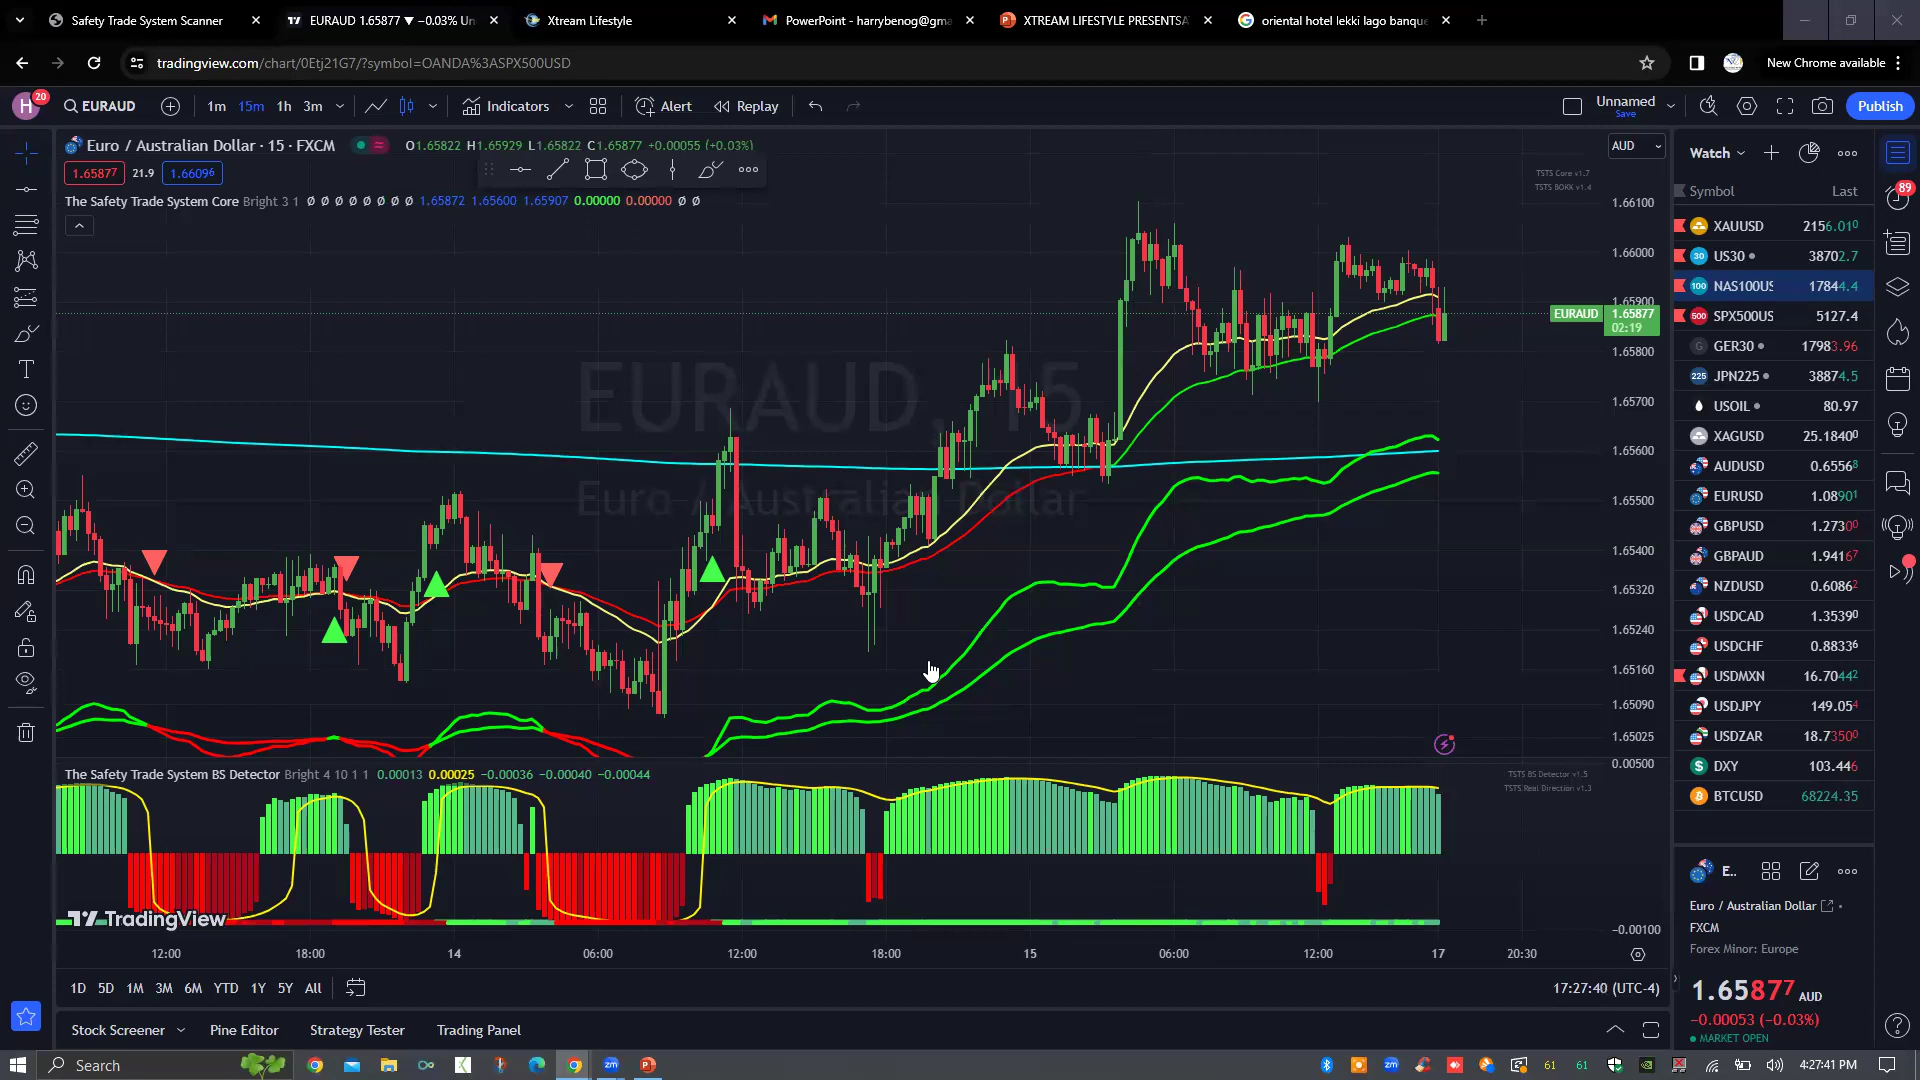 Safety Trade System Scanner
EURAUD 1.65877 ▼ −0.03% Un
Xtream Lifestyle
PowerPoint - harrybenog@gma
XTREAM LIFESTYLE PRESENTSA
oriental hotel lekki lago banque
tradingview.com/chart/0Etj21G7/?symbol=OANDA%3ASPX500USD
New Chrome available
H
20
EURAUD
1m 15m 1h 3m
Indicators
Alert
Replay
Unnamed
Save
Publish
Euro / Australian Dollar · 15 · FXCM
O1.65822 H1.65929 L1.65822 C1.65877 +0.00055 (+0.03%)
AUD
1.65877 21.9 1.66096
The Safety Trade System Core Bright 3 1 Ø Ø Ø Ø Ø Ø Ø Ø 1.65872 1.65600 1.65907 0.00000 0.00000 Ø Ø
TSTS Core v1.7
TSTS BOKK v1.4
EURAUD, 15
Euro / Australian Dollar
1.66100
1.66000
1.65900
EURAUD 1.65877
02:19
1.65800
1.65700
1.65600
1.65500
1.65400
1.65320
1.65240
1.65160
1.65090
1.65025
The Safety Trade System BS Detector Bright 4 10 1 1 0.00013 0.00025 −0.00036 −0.00040 −0.00044
TSTS BS Detector v1.5
TSTS Real Direction v1.3
0.00500
−0.00100
TradingView
12:00 18:00 14 06:00 12:00 18:00 15 06:00 12:00 17 20:30
1D 5D 1M 3M 6M YTD 1Y 5Y All
17:27:40 (UTC-4)
Stock Screener
Pine Editor
Strategy Tester
Trading Panel
Watch
89
Symbol Last
XAUUSD 2156.010
30 US30 38702.7
100 NAS100US 17844.4
500 SPX500US 5127.4
G GER30 17983.96
225 JPN225 38874.5
USOIL 80.97
XAGUSD 25.18400
AUDUSD 0.65568
EURUSD 1.08901
GBPUSD 1.27300
GBPAUD 1.94167
NZDUSD 0.60862
USDCAD 1.35390
USDCHF 0.88336
USDMXN 16.70442
USDJPY 149.054
USDZAR 18.7350
$ DXY 103.446
BTCUSD 68224.35
E..
Euro / Australian Dollar
FXCM
Forex Minor: Europe
1.65877 AUD
−0.00053 (−0.03%)
MARKET OPEN
Search
zm
zm
61
61
4:27:41 PM